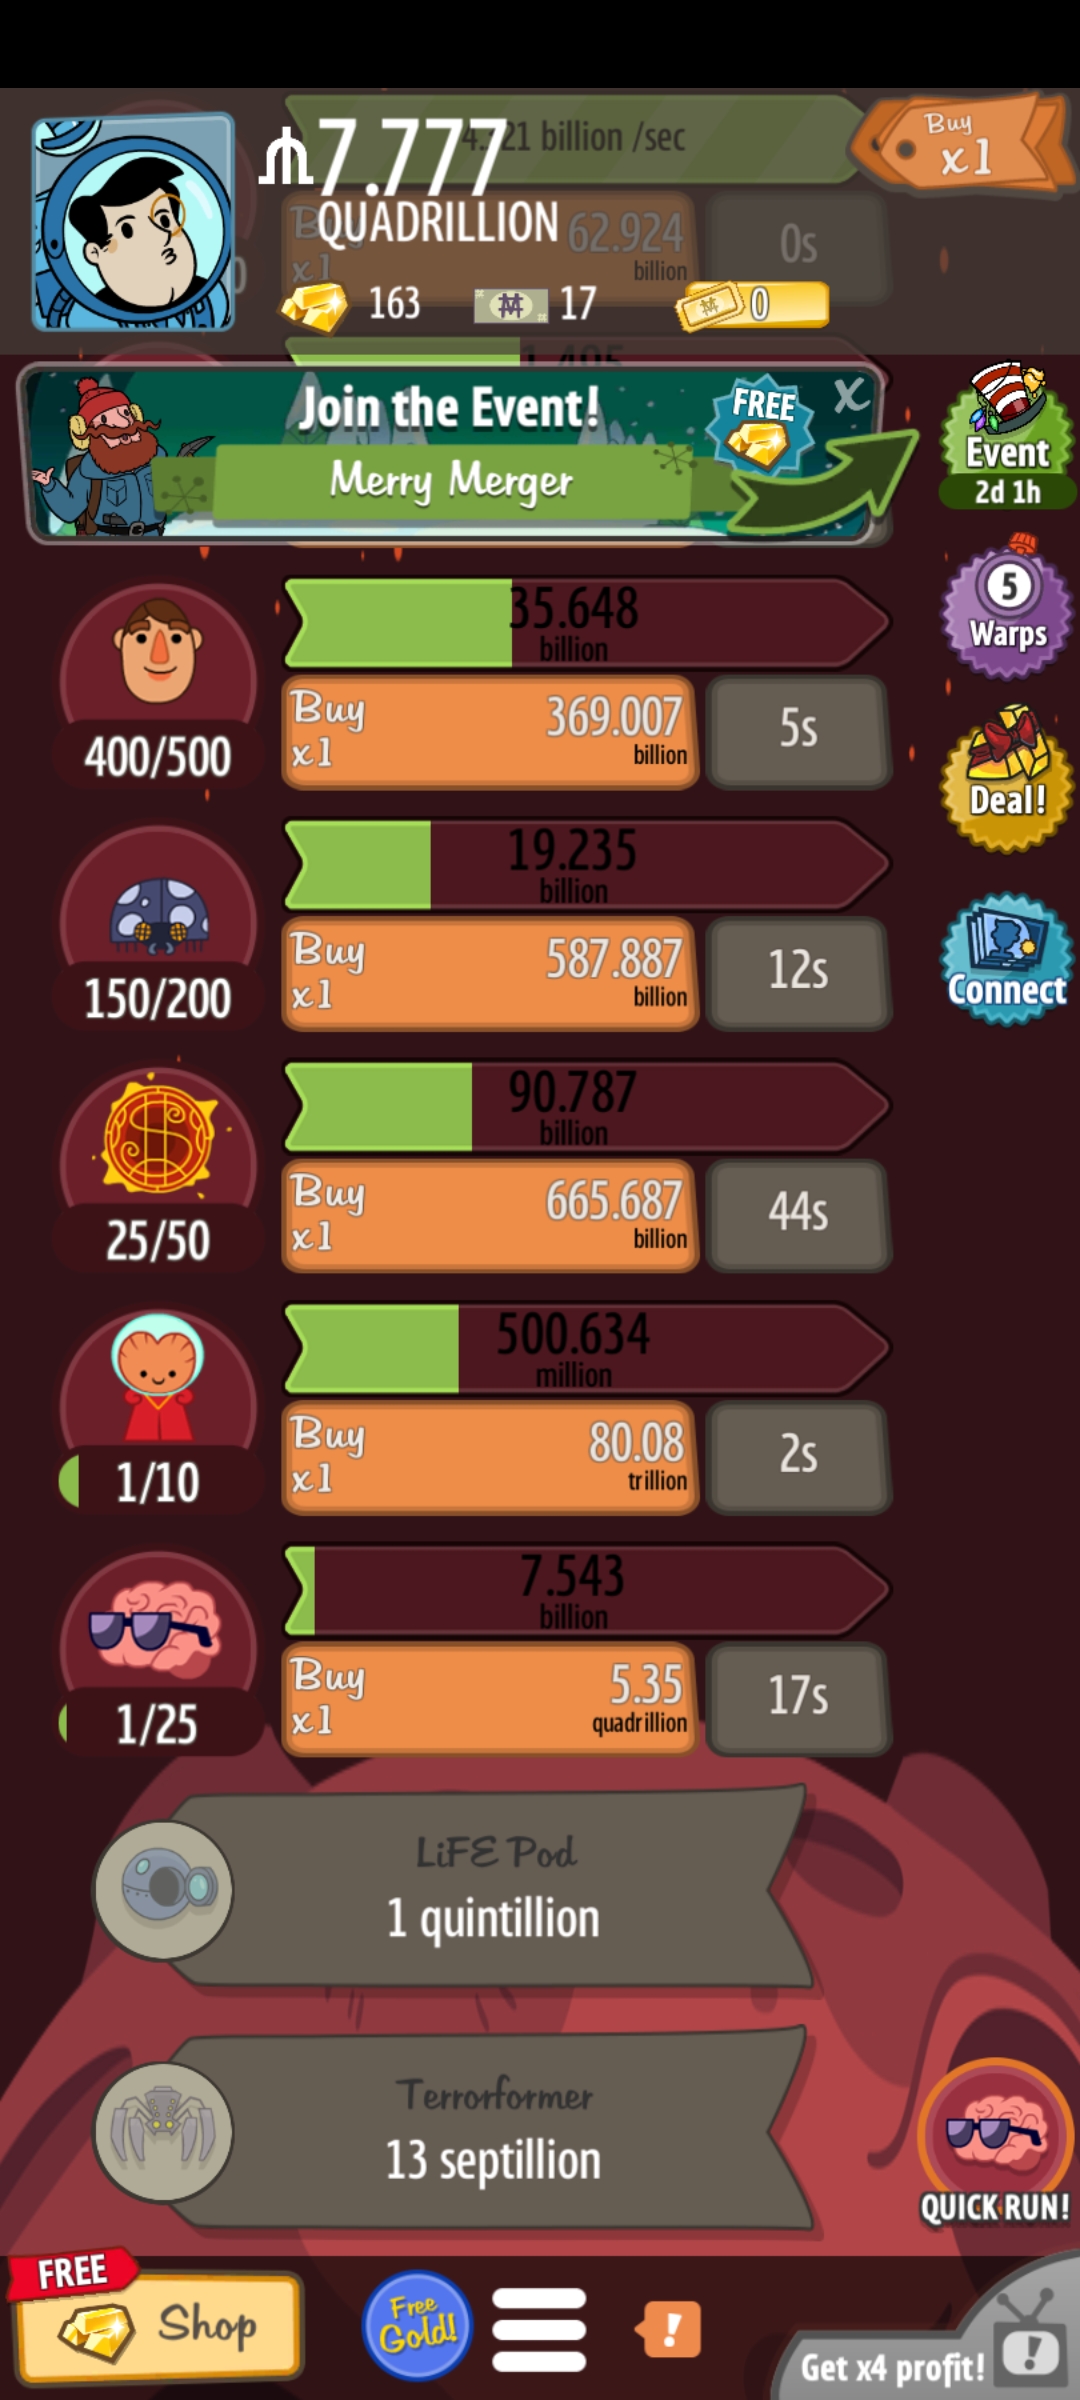 7.777
QUADRILLION
21 billion /sec
Buy
x1
Buy
x1
62.924
billion
0s
163
17
0
Join the Event!
Merry Merger
FREE
X
Event
2d 1h
5
Warps
Deal!
Connect
35.648
billion
Buy
x1
369.007
billion
5s
400/500
19.235
billion
Buy
x1
587.887
billion
12s
150/200
90.787
billion
Buy
x1
665.687
billion
44s
25/50
500.634
million
Buy
x1
80.08
trillion
2s
1/10
7.543
billion
Buy
x1
5.35
quadrillion
17s
1/25
LiFE Pod
1 quintillion
Terrorformer
13 septillion
QUICK RUN!
FREE
Shop
Free
Gold!
!
Get x4 profit!
!